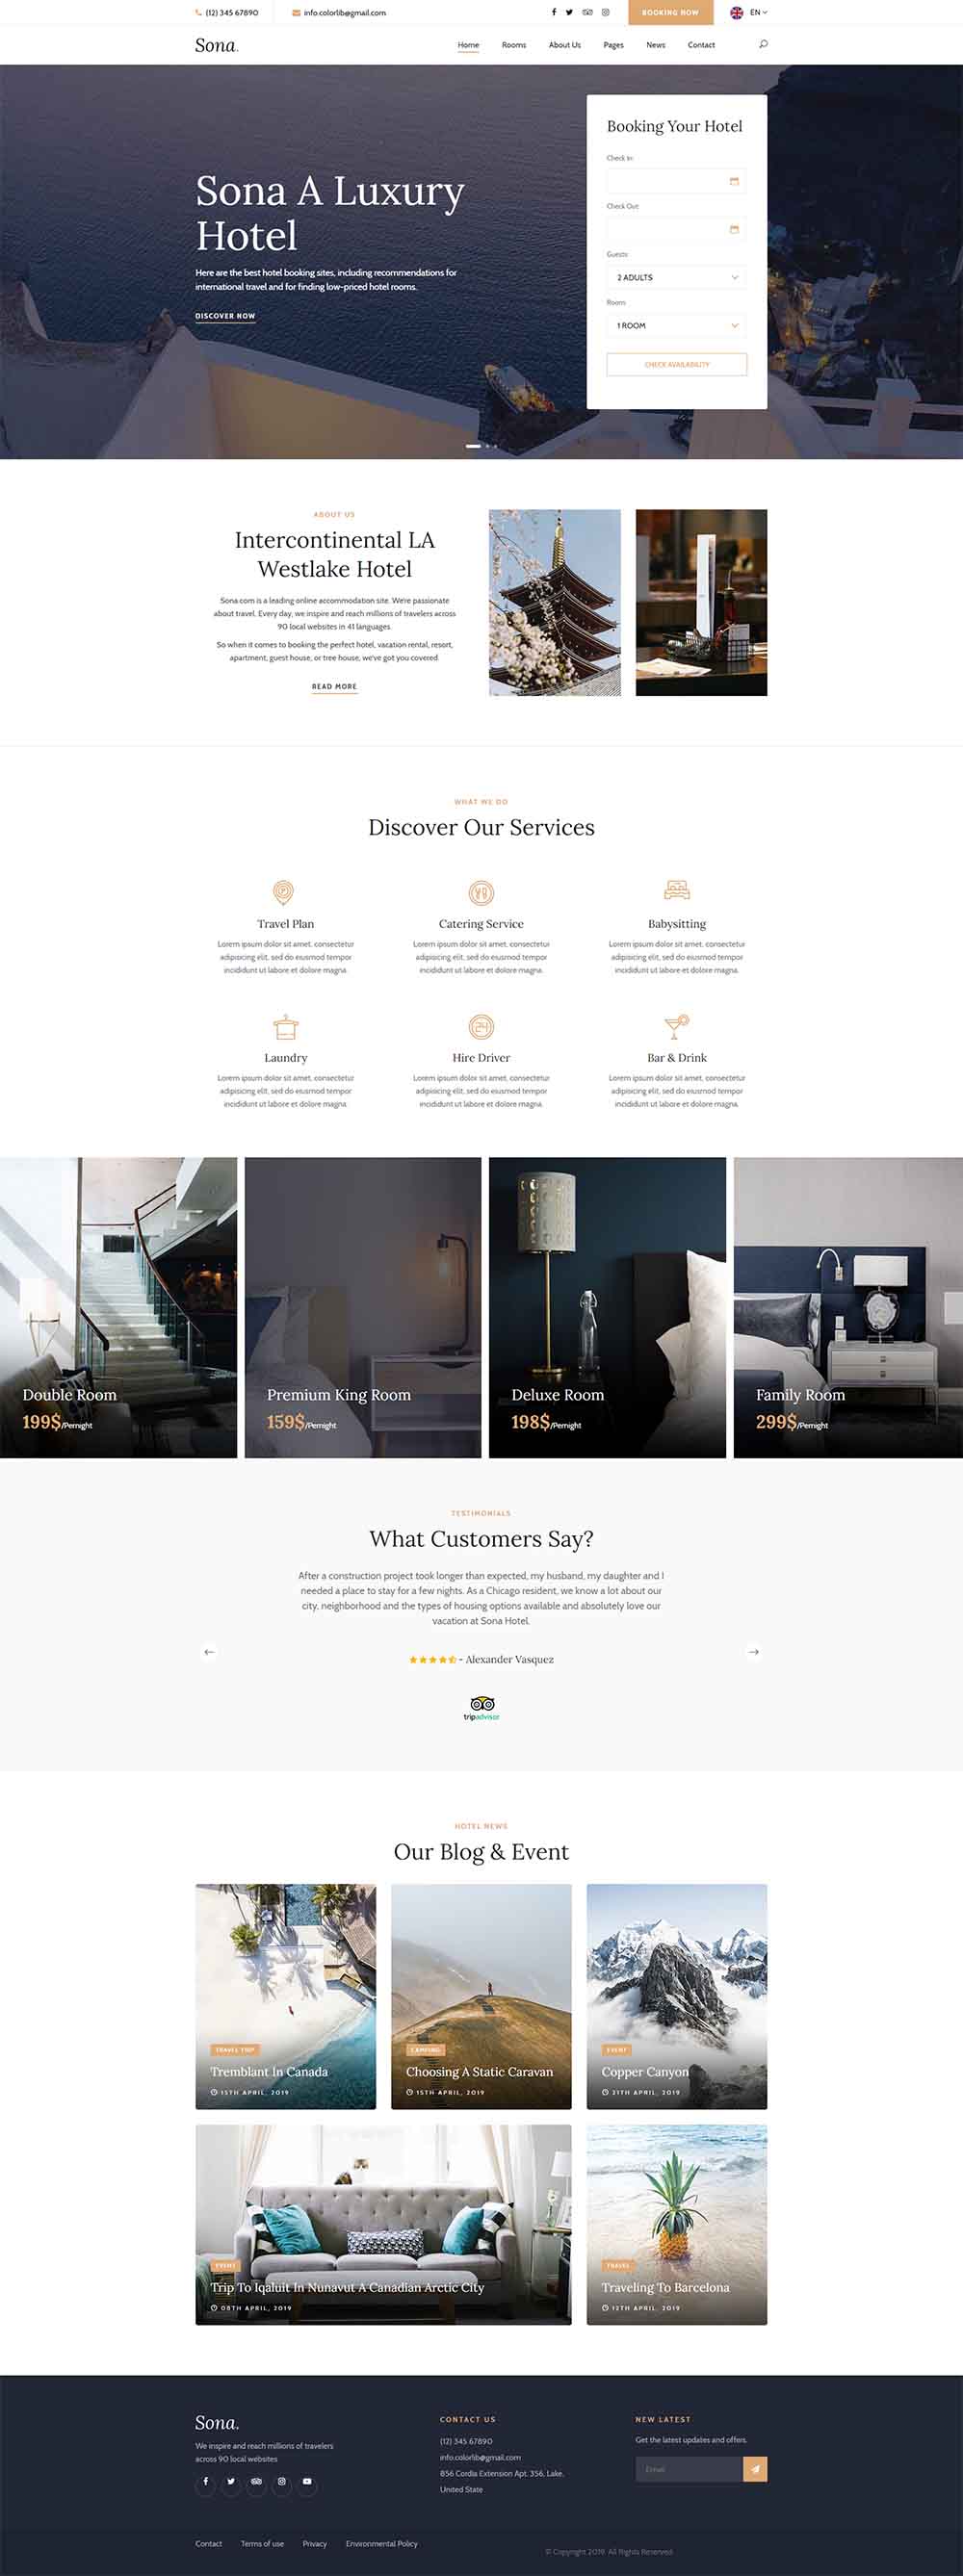 (12) 345 67890
info.colorlib@gmail.com
BOOKING NOW
EN
Sona.
Home
Rooms
About Us
Pages
News
Contact
Sona A Luxury
Hotel
Here are the best hotel booking sites, including recommendations for
international travel and for finding low-priced hotel rooms.
DISCOVER NOW
Booking Your Hotel
Check In:
Check Out:
Guests:
2 ADULTS
Room:
1 ROOM
CHECK AVAILABILITY
ABOUT US
Intercontinental LA
Westlake Hotel
Sona.com is a leading online accommodation site. We're passionate
about travel. Every day, we inspire and reach millions of travelers across
90 local websites in 41 languages.
So when it comes to booking the perfect hotel, vacation rental, resort,
apartment, guest house, or tree house, we've got you covered.
READ MORE
WHAT WE DO
Discover Our Services
Travel Plan
Lorem ipsum dolor sit amet, consectetur
adipisicing elit, sed do eiusmod tempor
incididunt ut labore et dolore magna.
Catering Service
Lorem ipsum dolor sit amet, consectetur
adipisicing elit, sed do eiusmod tempor
incididunt ut labore et dolore magna.
Babysitting
Lorem ipsum dolor sit amet, consectetur
adipisicing elit, sed do eiusmod tempor
incididunt ut labore et dolore magna.
Laundry
Lorem ipsum dolor sit amet, consectetur
adipisicing elit, sed do eiusmod tempor
incididunt ut labore et dolore magna.
24
Hire Driver
Lorem ipsum dolor sit amet, consectetur
adipisicing elit, sed do eiusmod tempor
incididunt ut labore et dolore magna.
Bar & Drink
Lorem ipsum dolor sit amet, consectetur
adipisicing elit, sed do eiusmod tempor
incididunt ut labore et dolore magna.
Double Room
199$/Pernight
Premium King Room
159$/Pernight
Deluxe Room
198$/Pernight
Family Room
299$/Pernight
TESTIMONIALS
What Customers Say?
After a construction project took longer than expected, my husband, my daughter and I
needed a place to stay for a few nights. As a Chicago resident, we know a lot about our
city, neighborhood and the types of housing options available and absolutely love our
vacation at Sona Hotel.
- Alexander Vasquez
tripadvisor
HOTEL NEWS
Our Blog & Event
TRAVEL TRIP
Tremblant In Canada
15TH APRIL, 2019
CAMPING
Choosing A Static Caravan
15TH APRIL, 2019
EVENT
Copper Canyon
21TH APRIL, 2019
EVENT
Trip To Iqaluit In Nunavut A Canadian Arctic City
08TH APRIL, 2019
TRAVEL
Traveling To Barcelona
12TH APRIL, 2019
Sona.
We inspire and reach millions of travelers
across 90 local websites
CONTACT US
(12) 345 67890
info.colorlib@gmail.com
856 Cordia Extension Apt. 356, Lake,
United State
NEW LATEST
Get the latest updates and offers.
Email
Contact
Terms of use
Privacy
Environmental Policy
© Copyright 2019. All Rights Reserved